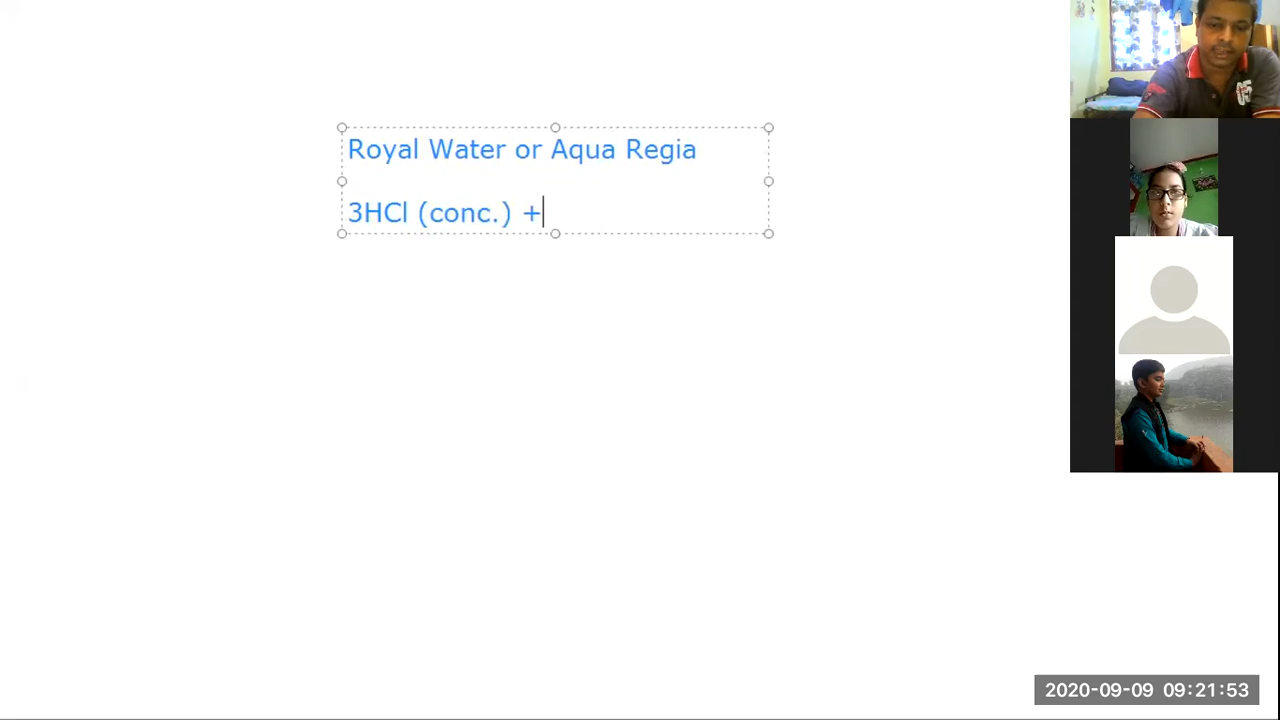 Royal Water or Aqua Regia
3HCl (conc.) +
2020-09-09 09:21:53